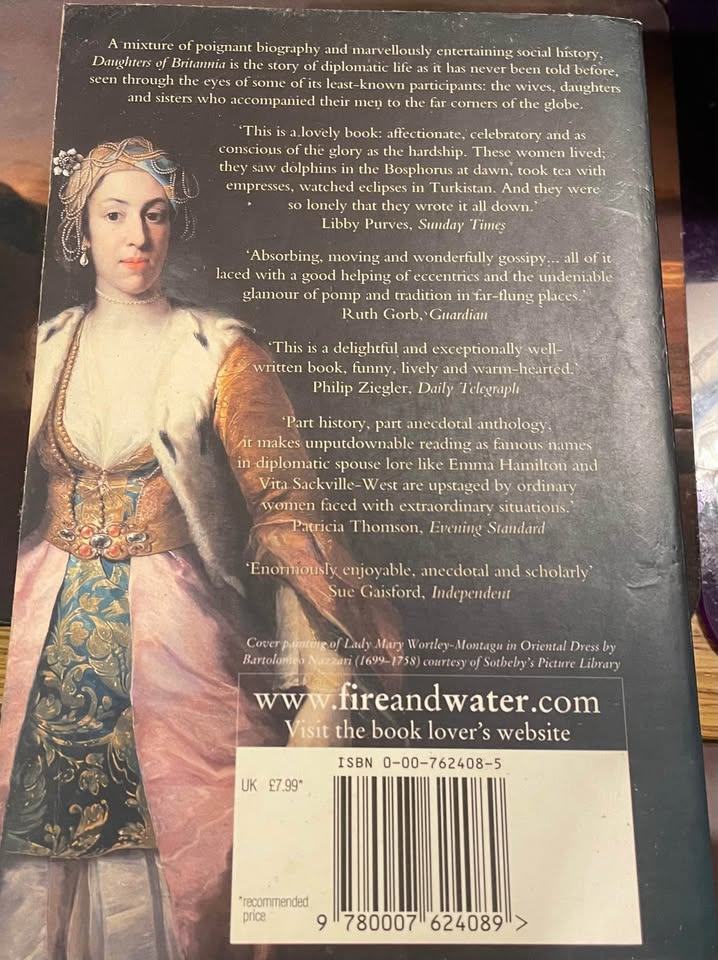 A mixture of poignant biography and marvellously entertaining social history,
Daughters of Britannia is the story of diplomatic life as it has never been told before,
seen through the eyes of some of its least-known participants: the wives, daughters
and sisters who accompanied their men to the far corners of the globe.
‘This is a lovely book: affectionate, celebratory and as
conscious of the glory as the hardship. These women lived;
they saw dolphins in the Bosphorus at dawn, took tea with
empresses, watched eclipses in Turkistan. And they were
so lonely that they wrote it all down.’
Libby Purves, Sunday Times
‘Absorbing, moving and wonderfully gossipy... all of it
laced with a good helping of eccentrics and the undeniable
glamour of pomp and tradition in far-flung places.’
Ruth Gorb, Guardian
‘This is a delightful and exceptionally well-
written book, funny, lively and warm-hearted.’
Philip Ziegler, Daily Telegraph
‘Part history, part anecdotal anthology,
it makes unputdownable reading as famous names
in diplomatic spouse lore like Emma Hamilton and
Vita Sackville-West are upstaged by ordinary
women faced with extraordinary situations.’
Patricia Thomson, Evening Standard
‘Enormously enjoyable, anecdotal and scholarly’
Sue Gaisford, Independent
Cover painting of Lady Mary Wortley-Montagu in Oriental Dress by
Bartolomeo Nazzari (1699–1758) courtesy of Sotheby's Picture Library
www.fireandwater.com
Visit the book lover's website
ISBN 0-00-762408-5
UK £7.99*
*recommended
price
9 780007 624089 >